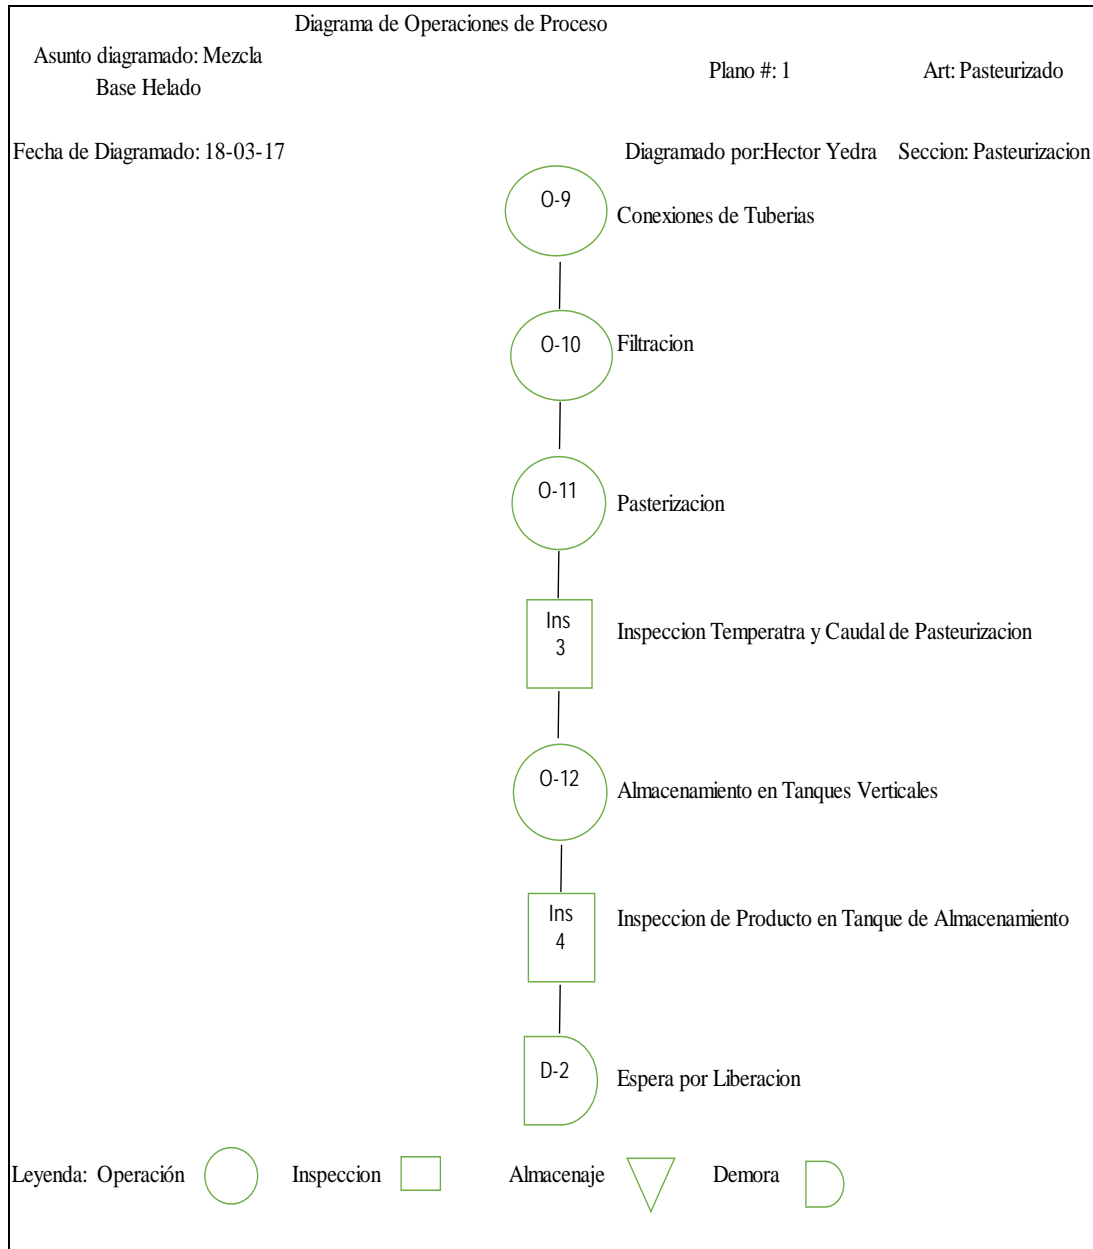 Diagrama de Operaciones de Proceso
Asunto diagramado: Mezcla
Base Helado
Plano #: 1
Art: Pasteurizado
Fecha de Diagramado: 18-03-17
Diagramado por:Hector Yedra
Seccion: Pasteurizacion
O-9
Conexiones de Tuberias
O-10
Filtracion
O-11
Pasterizacion
Ins
3
Inspeccion Temperatra y Caudal de Pasteurizacion
O-12
Almacenamiento en Tanques Verticales
Ins
4
Inspeccion de Producto en Tanque de Almacenamiento
D-2
Espera por Liberacion
Leyenda: Operación
Inspeccion
Almacenaje
Demora